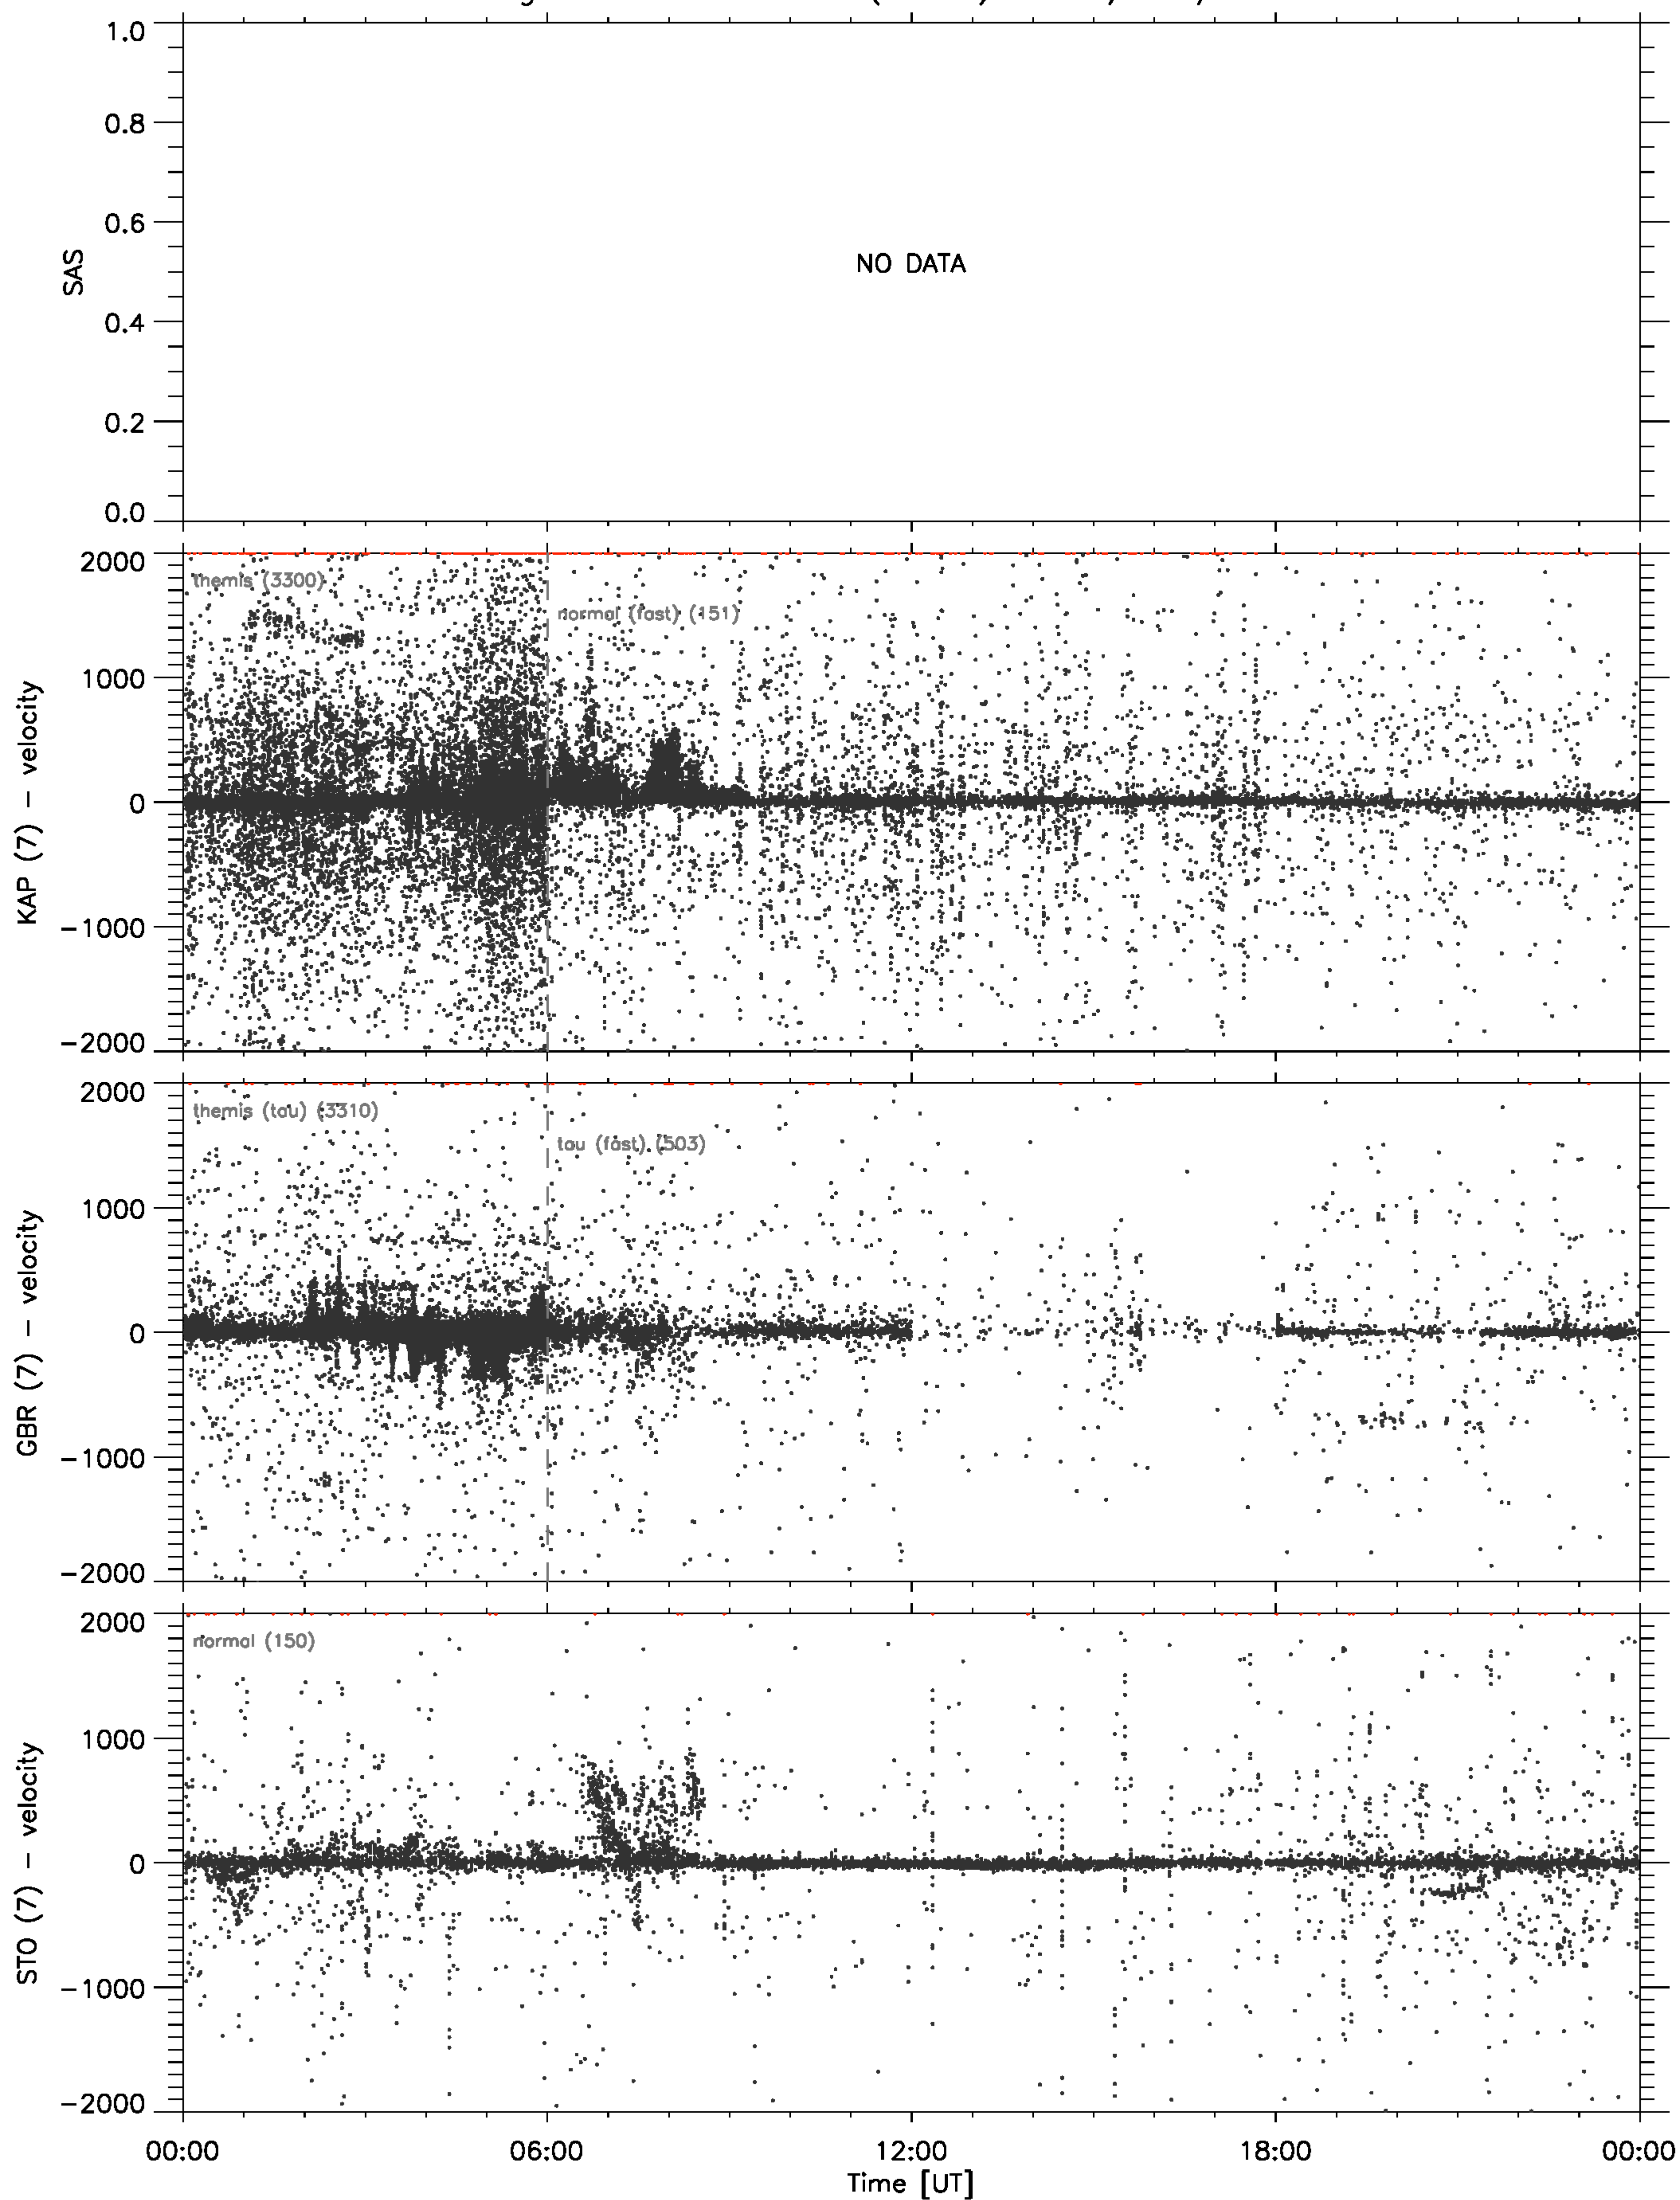 1.0
0.8
0.6
0.4
0.2
0.0
SAS
NO DATA
2000
1000
0
−1000
−2000
KAP (7) − velocity
themis (3300)
normal (fast) (151)
2000
1000
0
−1000
−2000
GBR (7) − velocity
themis (tau) (3310)
tau (fast) (503)
2000
1000
0
−1000
−2000
STO (7) − velocity
normal (150)
00:00 06:00 12:00 18:00 00:00
Time [UT]